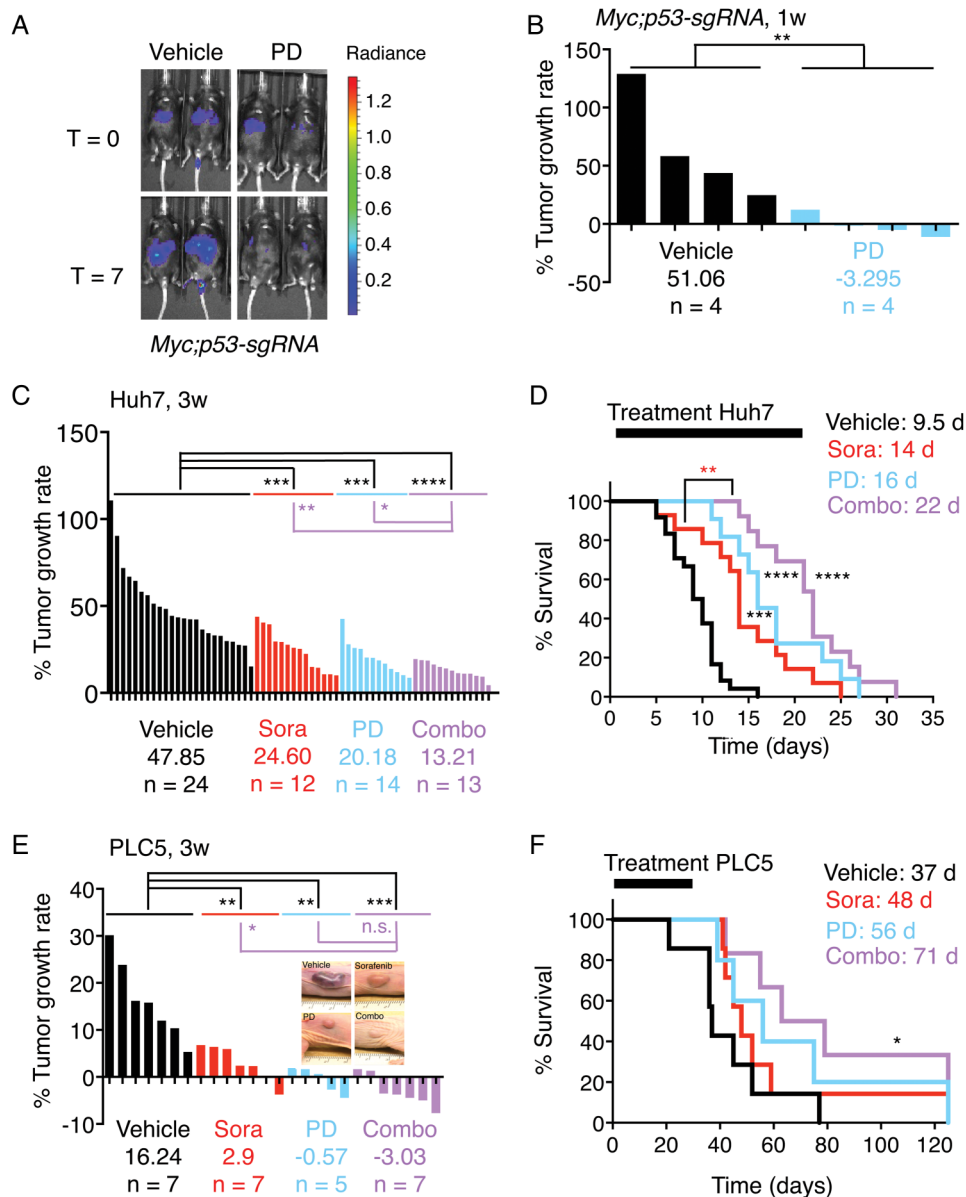 A
Vehicle PD
Radiance
T = 0
T = 7
1.2
1.0
0.8
0.6
0.4
0.2
Myc;p53-sgRNA
B
Myc;p53-sgRNA, 1w
**
% Tumor growth rate
150
100
50
0
-50
Vehicle PD
51.06 -3.295
n = 4 n = 4
C
Huh7, 3w
% Tumor growth rate
150
100
50
0
*** *** ****
** *
Vehicle Sora PD Combo
47.85 24.60 20.18 13.21
n = 24 n = 12 n = 14 n = 13
D
Treatment Huh7
Vehicle: 9.5 d
Sora: 14 d
PD: 16 d
Combo: 22 d
**
**** ****
***
% Survival
100
80
60
40
20
0
0 5 10 15 20 25 30 35
Time (days)
E
PLC5, 3w
% Tumor growth rate
40
30
20
10
0
-10
** ** ***
* n.s.
Vehicle Sorafenib
PD Combo
Vehicle Sora PD Combo
16.24 2.9 -0.57 -3.03
n = 7 n = 7 n = 5 n = 7
F
Treatment PLC5
Vehicle: 37 d
Sora: 48 d
PD: 56 d
Combo: 71 d
*
% Survival
100
80
60
40
20
0
0 20 40 60 80 100 120
Time (days)